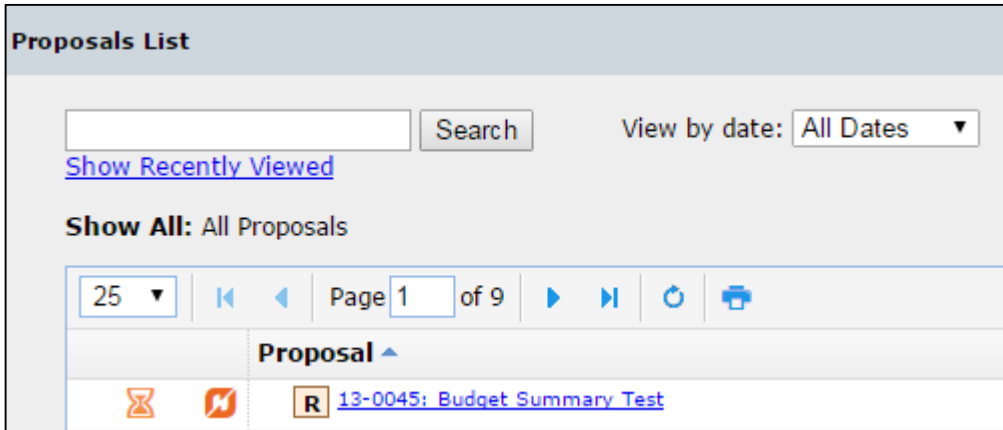 Proposals List
Search View by date: All Dates
Show Recently Viewed
Show All: All Proposals
25 Page 1 of 9
Proposal
R 13-0045: Budget Summary Test